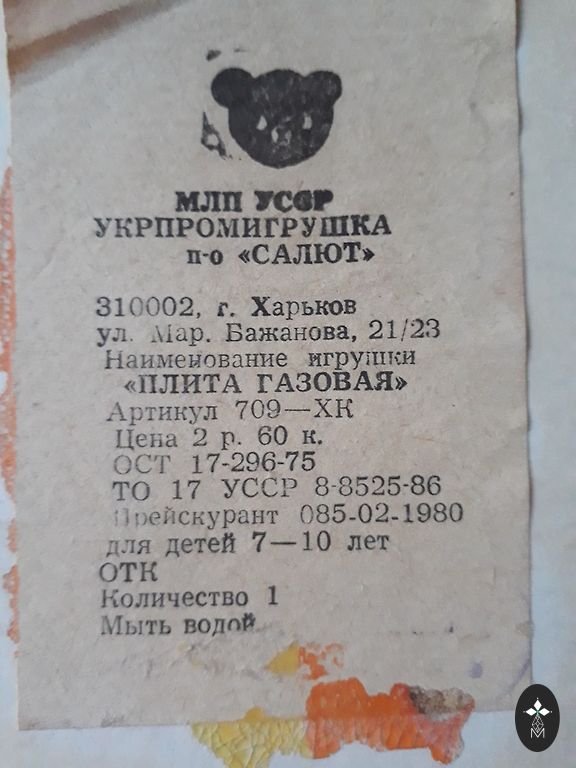 МЛП УССР
УКРПРОМИГРУШКА
п-о «САЛЮТ»
310002, г. Харьков
ул. Мар. Бажанова, 21/23
Наименование игрушки
«ПЛИТА ГАЗОВАЯ»
Артикул 709—ХК
Цена 2 р. 60 к.
ОСТ 17-296-75
ТО 17 УССР 8-8525-86
Прейскурант 085-02-1980
для детей 7—10 лет
ОТК
Количество 1
Мыть водой
M